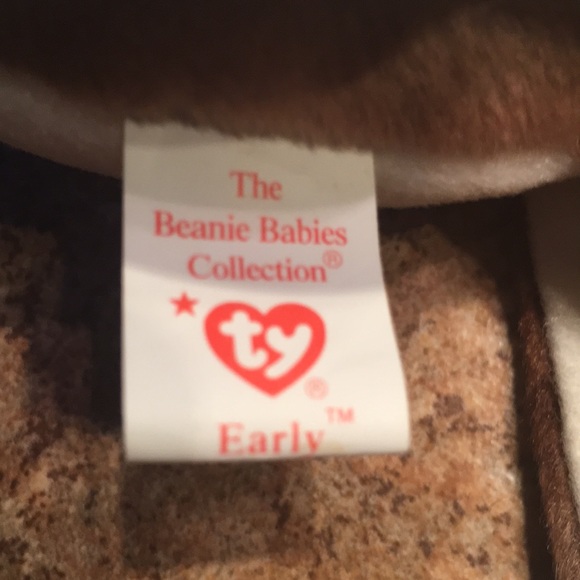 The
Beanie Babies
Collection®
★ ty®
Early™